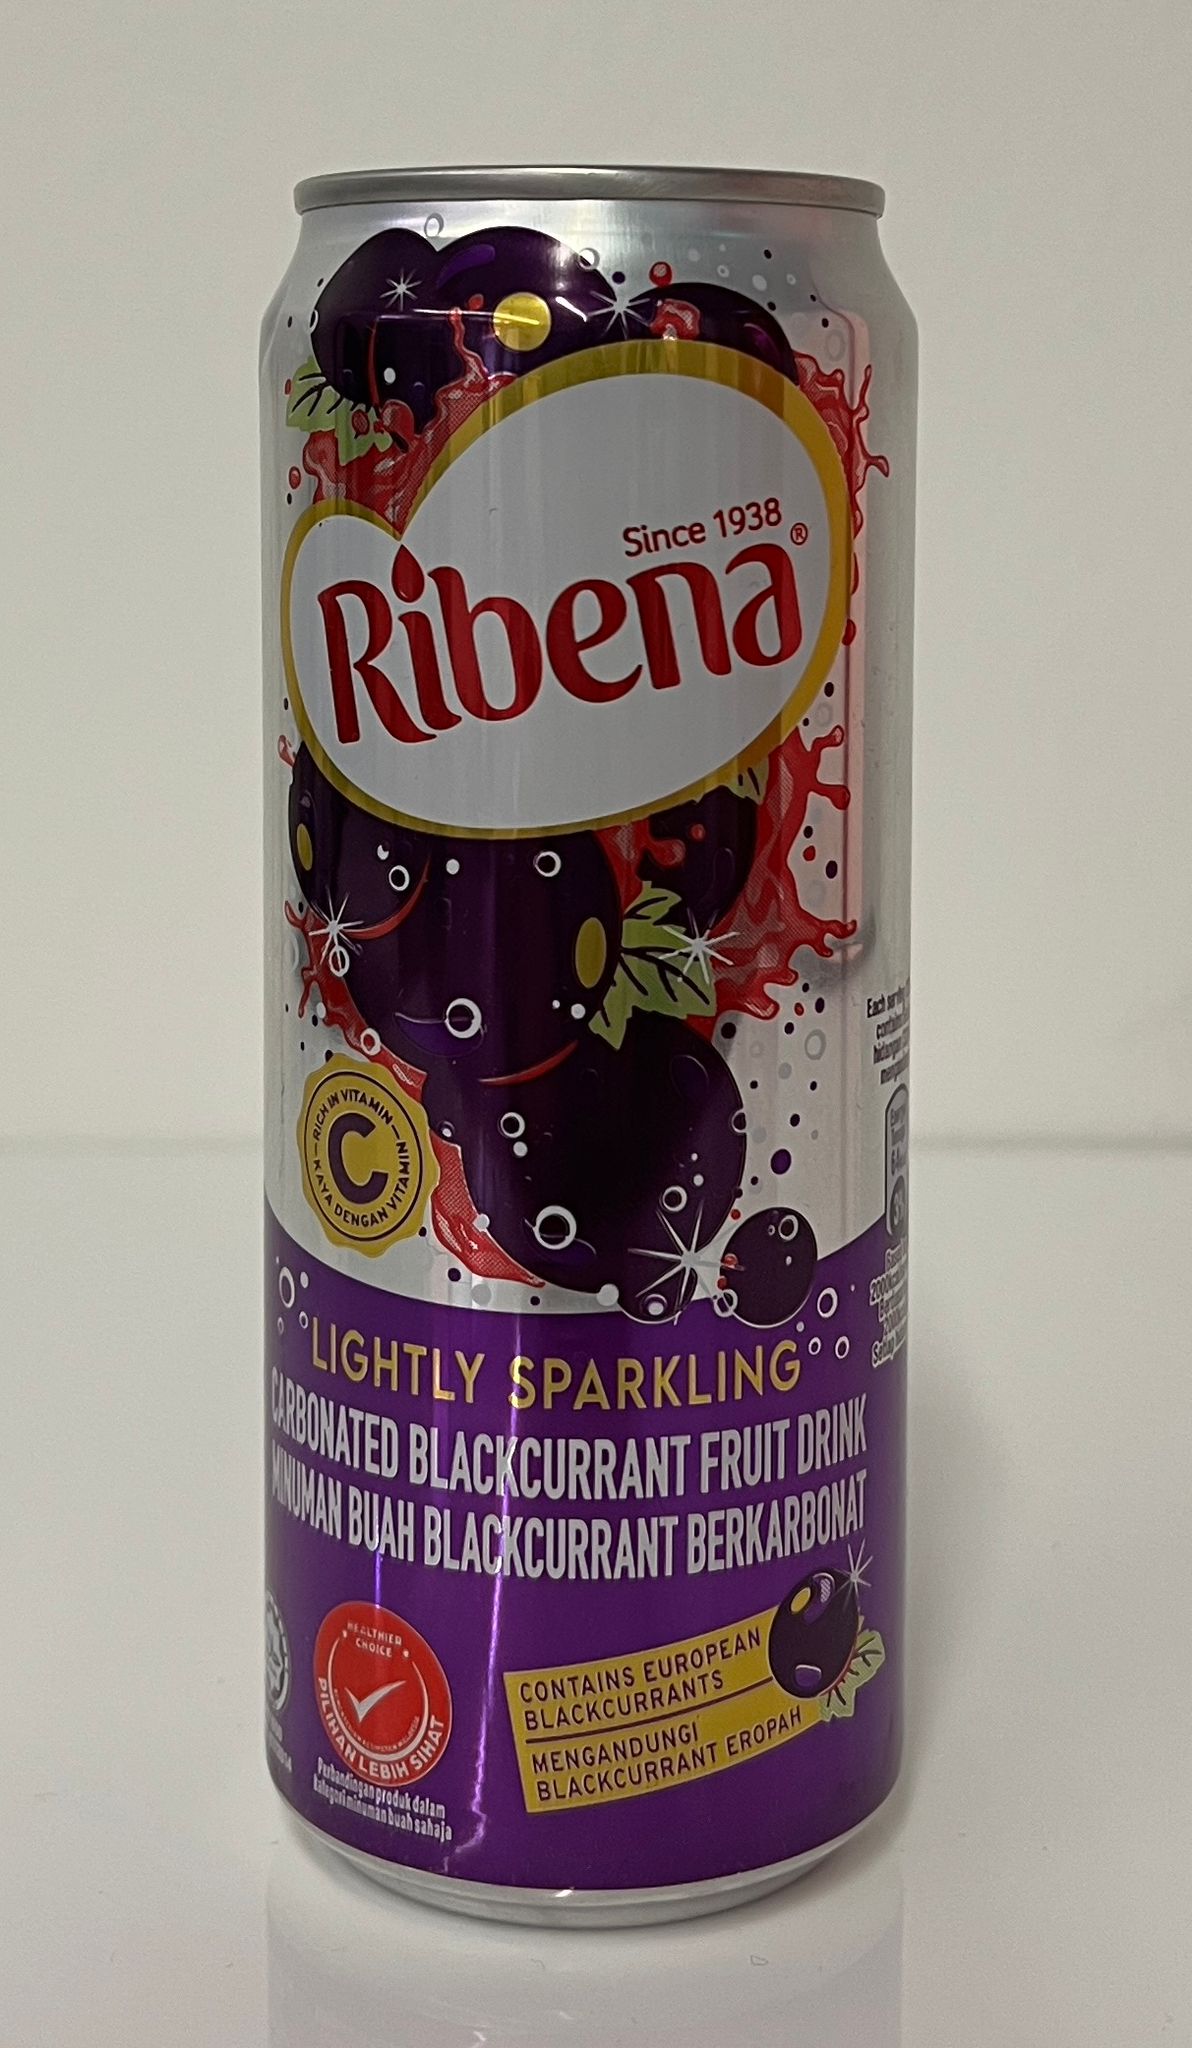 Since 1938
Ribena®
RICH IN VITAMIN
C
KAYA DENGAN VITAMIN
Each
LIGHTLY SPARKLING
CARBONATED BLACKCURRANT FRUIT DRINK
MINUMAN BUAH BLACKCURRANT BERKARBONAT
HEALTHIER
CHOICE
PILIHAN LEBIH SIHAT
Perbandingan produk dalam
kategori minuman buah sahaja
CONTAINS EUROPEAN
BLACKCURRANTS
MENGANDUNGI
BLACKCURRANT EROPAH